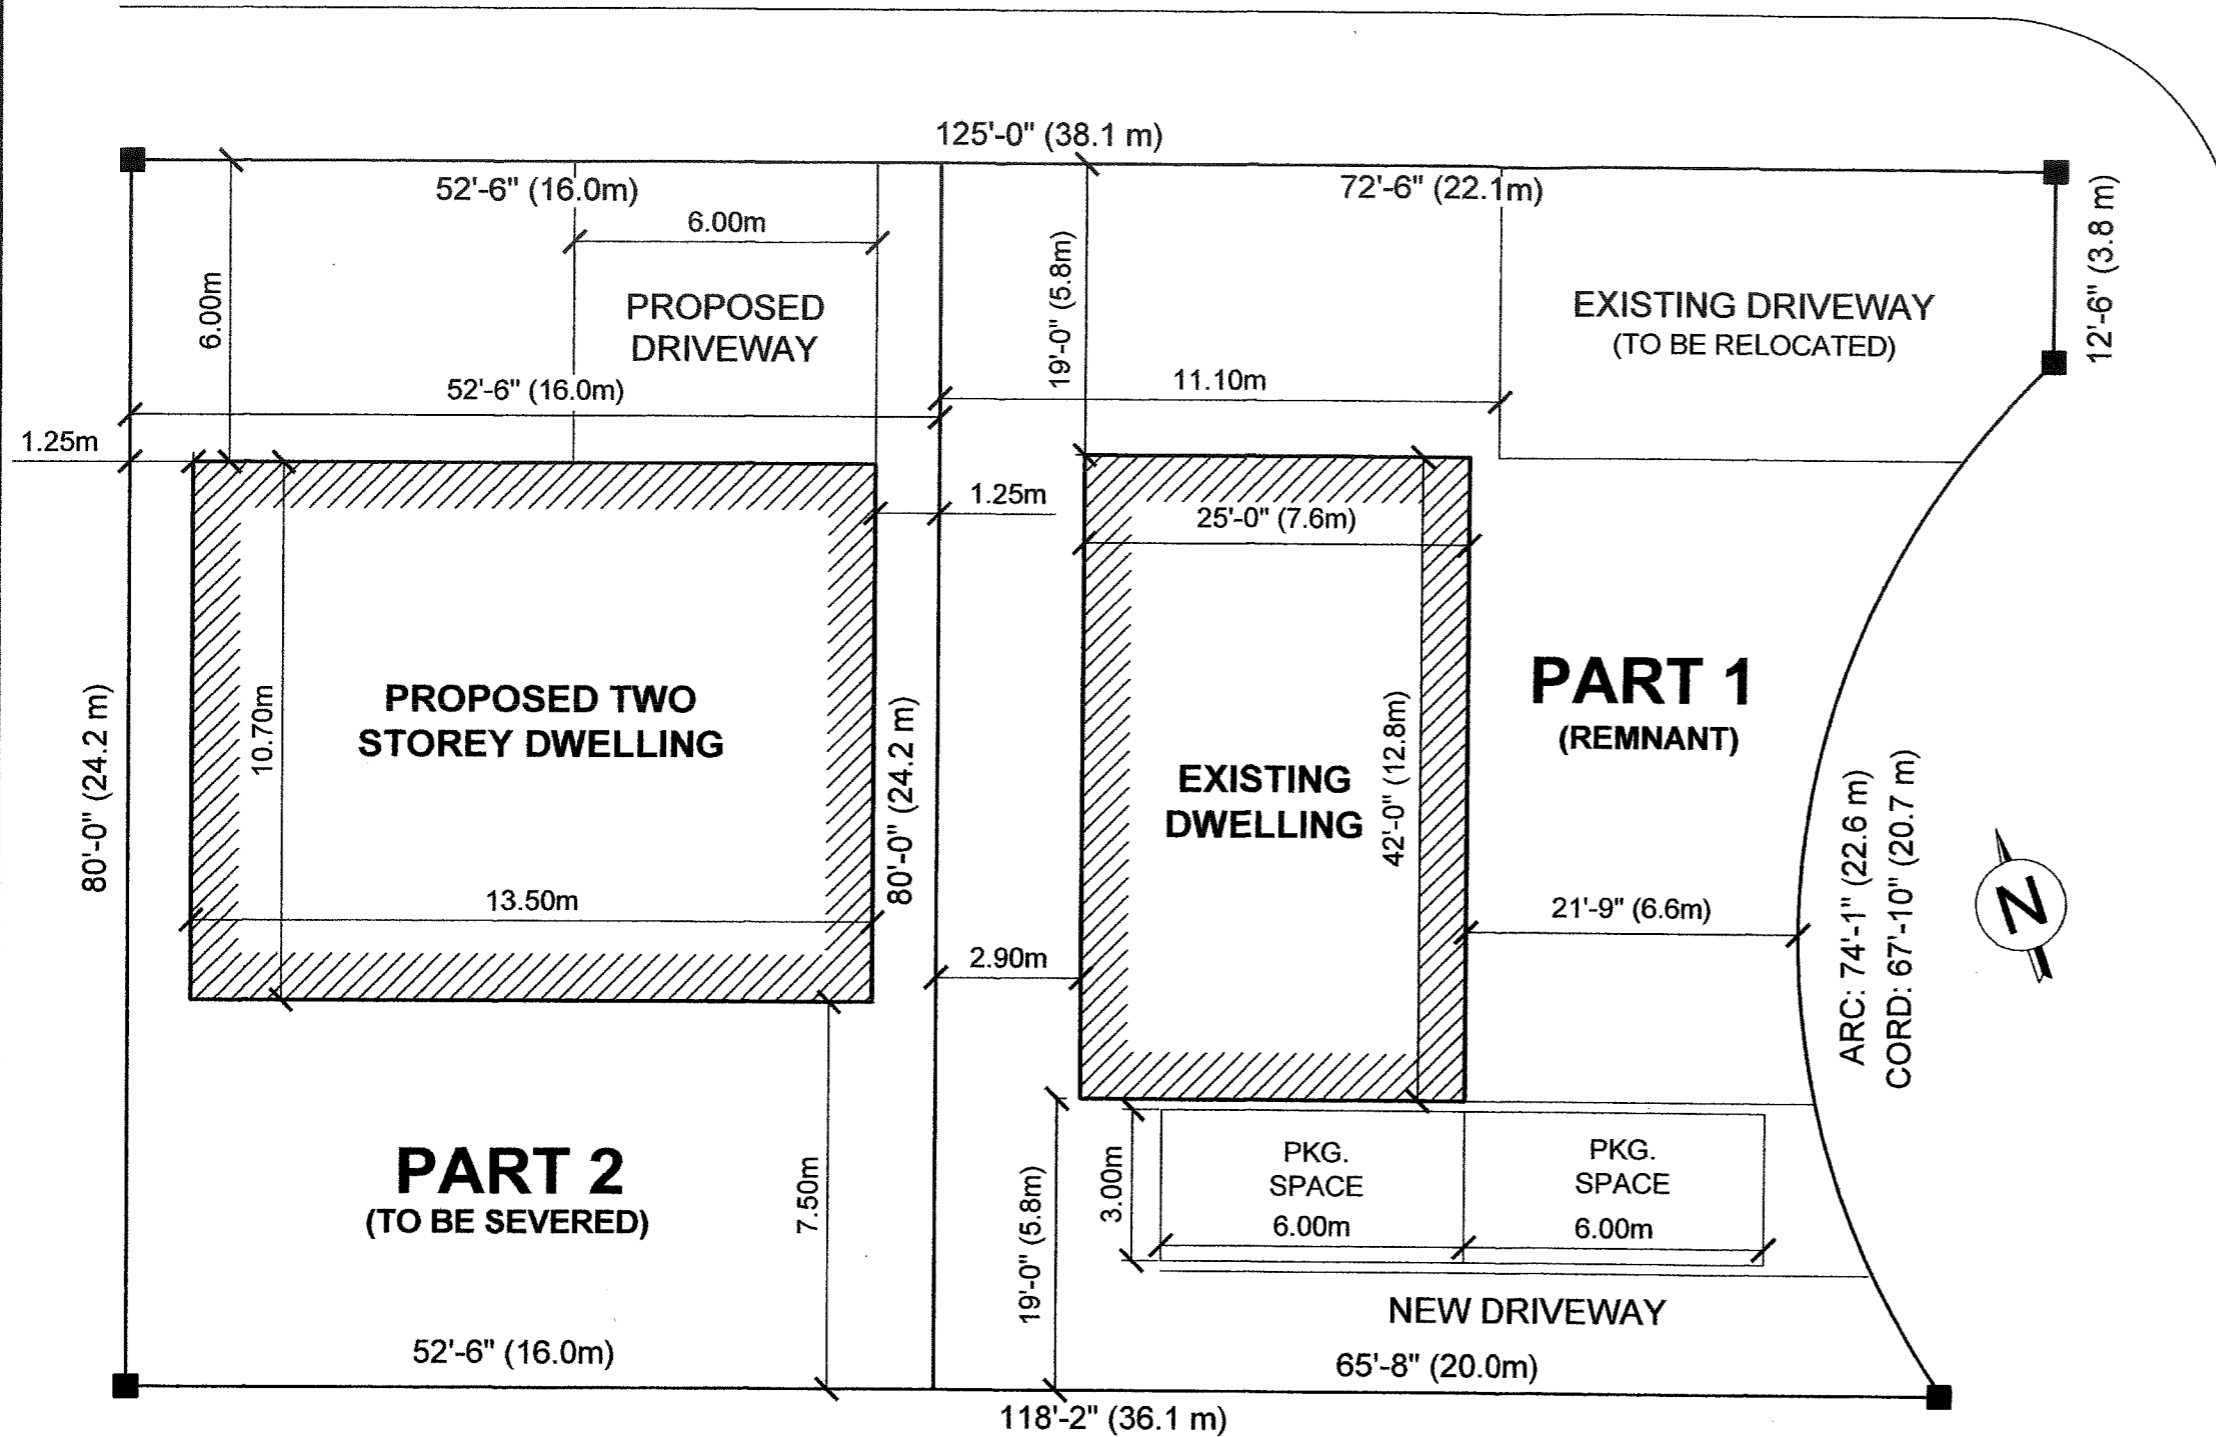 125'-0" (38.1 m)
52'-6" (16.0m)
72'-6" (22.1m)
12'-6" (3.8 m)
6.00m
6.00m
PROPOSED
DRIVEWAY
19'-0" (5.8m)
EXISTING DRIVEWAY
(TO BE RELOCATED)
52'-6" (16.0m)
11.10m
1.25m
1.25m
25'-0" (7.6m)
80'-0" (24.2 m)
10.70m
PROPOSED TWO
STOREY DWELLING
13.50m
80'-0" (24.2 m)
EXISTING
DWELLING
42'-0" (12.8m)
PART 1
(REMNANT)
21'-9" (6.6m)
ARC: 74'-1" (22.6 m)
CORD: 67'-10" (20.7 m)
N
2.90m
PART 2
(TO BE SEVERED)
7.50m
19'-0" (5.8m)
3.00m
PKG.
SPACE
6.00m
PKG.
SPACE
6.00m
NEW DRIVEWAY
52'-6" (16.0m)
65'-8" (20.0m)
118'-2" (36.1 m)